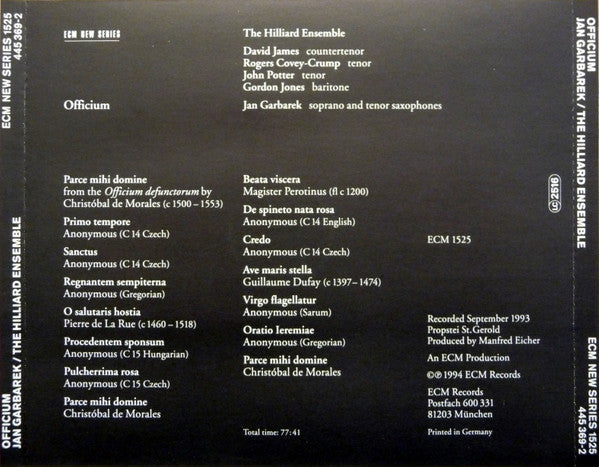 ECM NEW SERIES 1525
445 369-2
OFFICIUM
JAN GARBAREK / THE HILLIARD ENSEMBLE
ECM NEW SERIES
Officium
The Hilliard Ensemble
David James countertenor
Rogers Covey-Crump tenor
John Potter tenor
Gordon Jones baritone
Jan Garbarek soprano and tenor saxophones
Parce mihi domine
from the Officium defunctorum by
Christóbal de Morales (c 1500 – 1553)
Primo tempore
Anonymous (C 14 Czech)
Sanctus
Anonymous (C 14 Czech)
Regnantem sempiterna
Anonymous (Gregorian)
O salutaris hostia
Pierre de La Rue (c 1460 – 1518)
Procedentem sponsum
Anonymous (C 15 Hungarian)
Pulcherrima rosa
Anonymous (C 15 Czech)
Parce mihi domine
Christóbal de Morales
Beata viscera
Magister Perotinus (fl c 1200)
De spineto nata rosa
Anonymous (C 14 English)
Credo
Anonymous (C 14 Czech)
Ave maris stella
Guillaume Dufay (c 1397 – 1474)
Virgo flagellatur
Anonymous (Sarum)
Oratio Ieremiae
Anonymous (Gregorian)
Parce mihi domine
Christóbal de Morales
Total time: 77:41
ECM 1525
Recorded September 1993
Propstei St. Gerold
Produced by Manfred Eicher
An ECM Production
©℗ 1994 ECM Records
ECM Records
Postfach 600 331
81203 München
Printed in Germany
LC 2516
OFFICIUM
JAN GARBAREK / THE HILLIARD ENSEMBLE
ECM NEW SERIES 1525
445 369-2